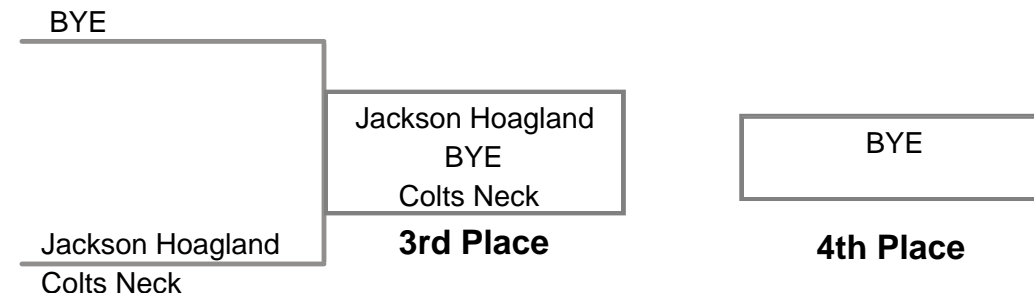 BYE
Jackson Hoagland
BYE
Colts Neck
3rd Place
BYE
4th Place
Jackson Hoagland
Colts Neck